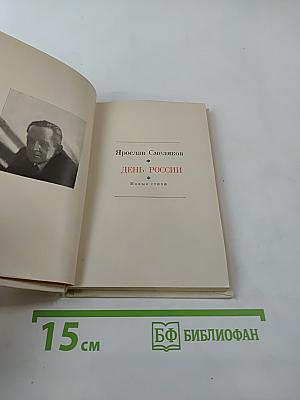 Ярослав Смеляков
ДЕНЬ РОССИИ
Новые стихи
15 см
БФ БИБЛИОФАН